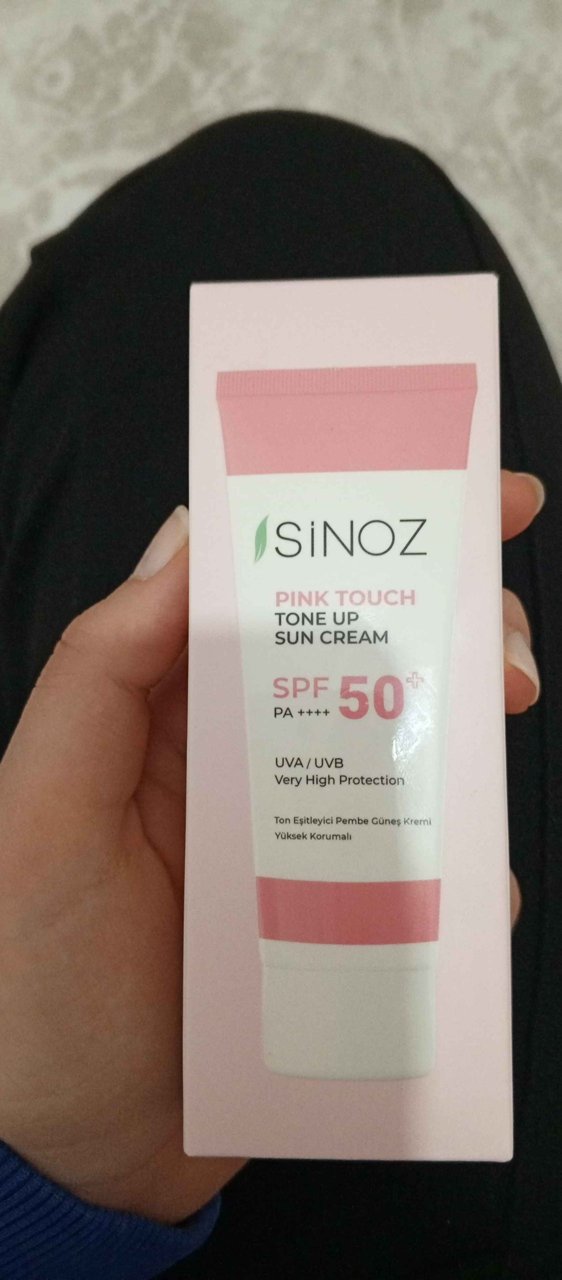 SiNOZ
PINK TOUCH
TONE UP
SUN CREAM
SPF 50+
PA ++++
UVA / UVB
Very High Protection
Ton Eşitleyici Pembe Güneş Kremi
Yüksek Korumalı